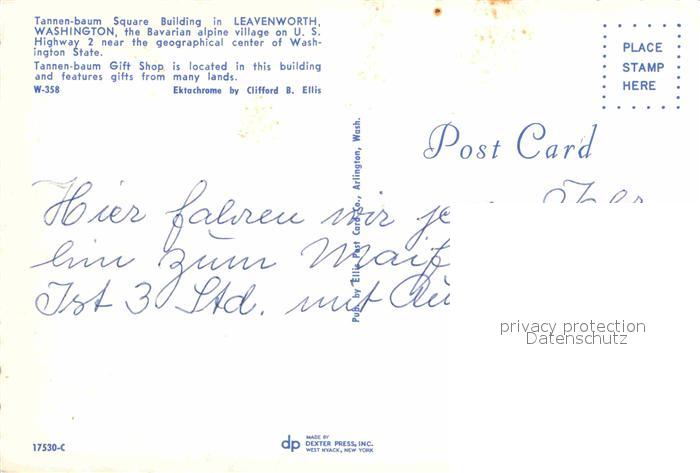 Tannen-baum Square Building in LEAVENWORTH,
WASHINGTON, the Bavarian alpine village on U. S.
Highway 2 near the geographical center of Wash-
ington State.
Tannen-baum Gift Shop is located in this building
and features gifts from many lands.
W-358 Ektachrome by Clifford B. Ellis
PLACE
STAMP
HERE
Post Card
Pub. by Ellis Post Card Co., Arlington, Wash.
Hier fahren wir
hin zum
Ist 3 Std. mit
privacy protection
Datenschutz
17530-C
dp MADE BY
DEXTER PRESS, INC.
WEST NYACK, NEW YORK